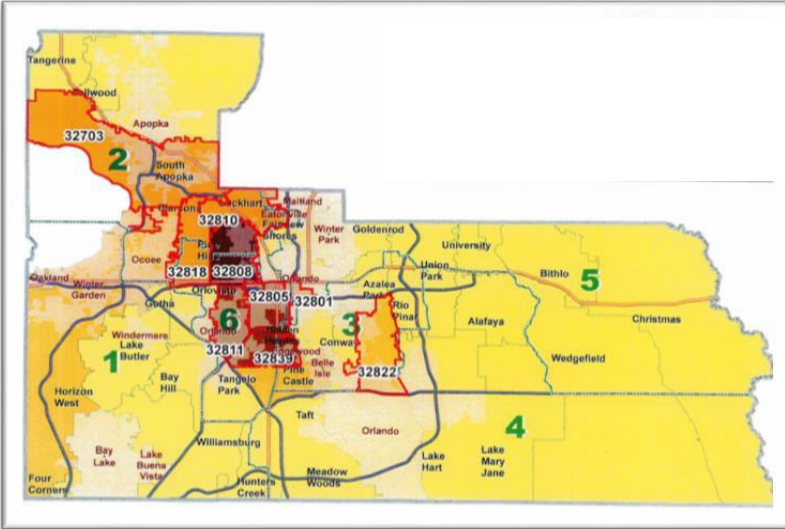 Tangerine
Apopka
32703
2
South
Apopka
Lockhart
Maitland
32810
Eatonville
Fairview
Shores
Winter
Park
Goldenrod
University
Ocoee
32818
32808
Union
Park
Bithlo
5
Oakland
Winter
Garden
Orlovista
Orlando
32805
32801
Azalea
Park
Gotha
Rio
Pinar
Christmas
6
3
Alafaya
Windermere
Lake
Butler
Orlando
Conway
32811
32839
Belle
Isle
Wedgefield
1
Bay
Hill
Tangelo
Park
Pine
Castle
32822
Horizon
West
Taft
Orlando
4
Williamsburg
Bay
Lake
Lake
Buena
Vista
Lake
Hart
Lake
Mary
Jane
Four
Corners
Hunters
Creek
Meadow
Woods